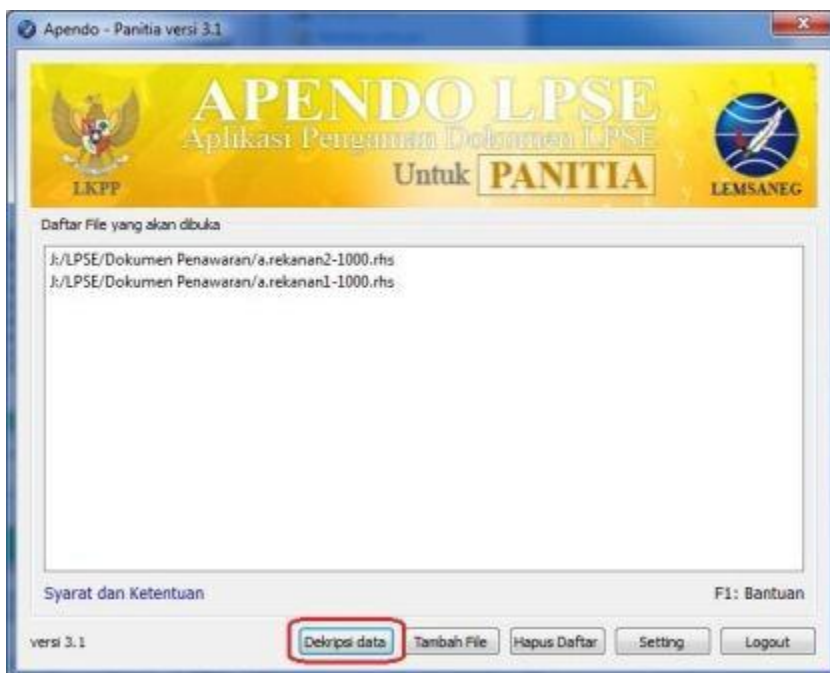 Apendo - Panitia versi 3.1
APENDO LPSE
Aplikasi Pengaman Dokumen LPSE
Untuk PANITIA
LKPP
LEMSANEG
Daftar File yang akan dibuka
J:/LPSE/Dokumen Penawaran/a.rekanan2-1000.rhs
J:/LPSE/Dokumen Penawaran/a.rekanan1-1000.rhs
Syarat dan Ketentuan
F1: Bantuan
versi 3.1
Dekripsi data
Tambah File
Hapus Daftar
Setting
Logout